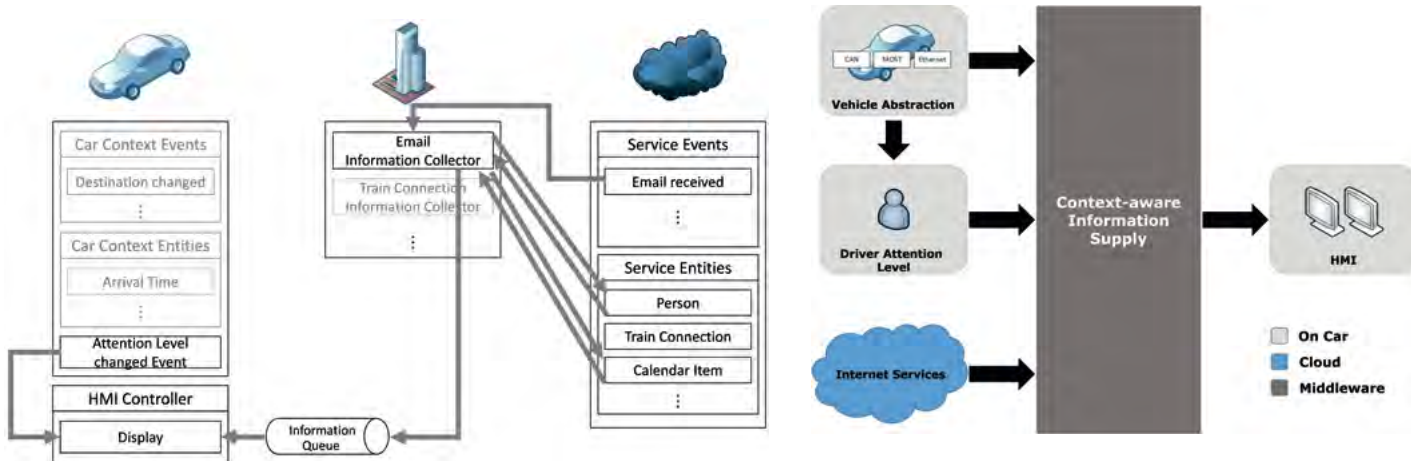 Car Context Events
Destination changed
⋮
Car Context Entities
Arrival Time
⋮
Attention Level
changed Event
HMI Controller
Display
Email
Information Collector
Train Connection
Information Collector
⋮
Information
Queue
Service Events
Email received
⋮
Service Entities
Person
Train Connection
Calendar Item
⋮
CAN
MOST
Ethernet
Vehicle Abstraction
Driver Attention
Level
Internet Services
Context-aware
Information
Supply
HMI
On Car
Cloud
Middleware